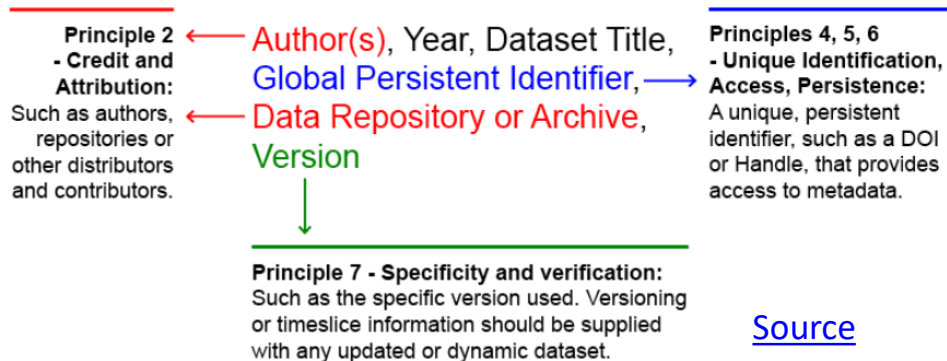 Principle 2
- Credit and
Attribution:
Such as authors,
repositories or
other distributors
and contributors.
Author(s), Year, Dataset Title,
Global Persistent Identifier,
Data Repository or Archive,
Version
Principles 4, 5, 6
- Unique Identification,
Access, Persistence:
A unique, persistent
identifier, such as a DOI
or Handle, that provides
access to metadata.
Principle 7 - Specificity and verification:
Such as the specific version used. Versioning
or timeslice information should be supplied
with any updated or dynamic dataset.
Source